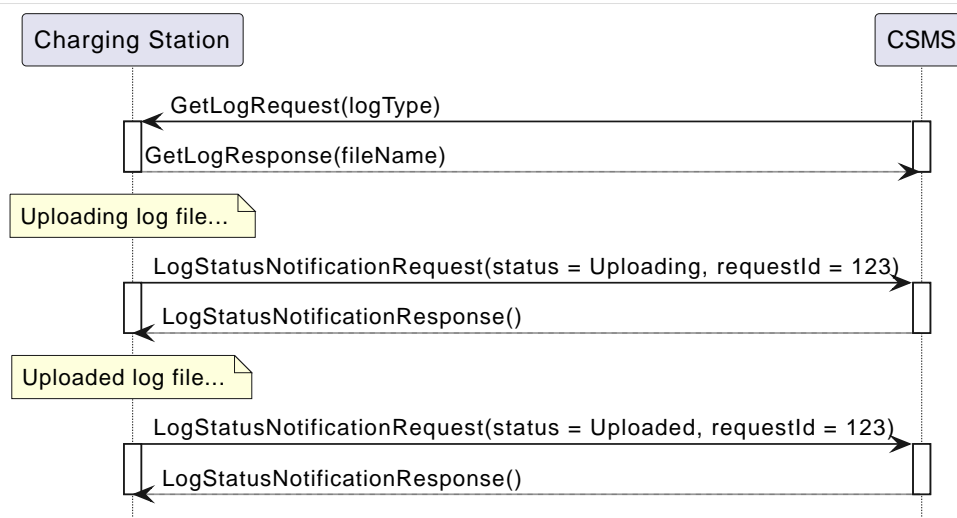 Charging Station
CSMS
GetLogRequest(logType)
GetLogResponse(fileName)
Uploading log file...
LogStatusNotificationRequest(status = Uploading, requestId = 123)
LogStatusNotificationResponse()
Uploaded log file...
LogStatusNotificationRequest(status = Uploaded, requestId = 123)
LogStatusNotificationResponse()